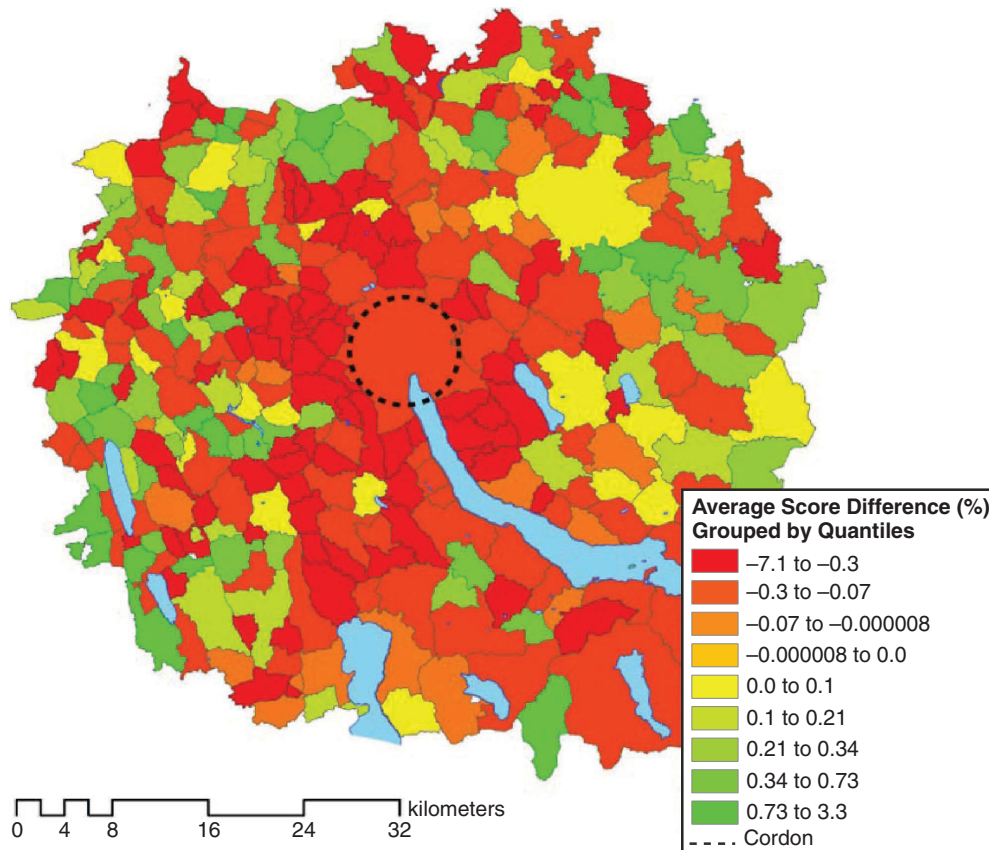 Average Score Difference (%)
Grouped by Quantiles
–7.1 to –0.3
–0.3 to –0.07
–0.07 to –0.000008
–0.000008 to 0.0
0.0 to 0.1
0.1 to 0.21
0.21 to 0.34
0.34 to 0.73
0.73 to 3.3
Cordon
kilometers
0 4 8 16 24 32